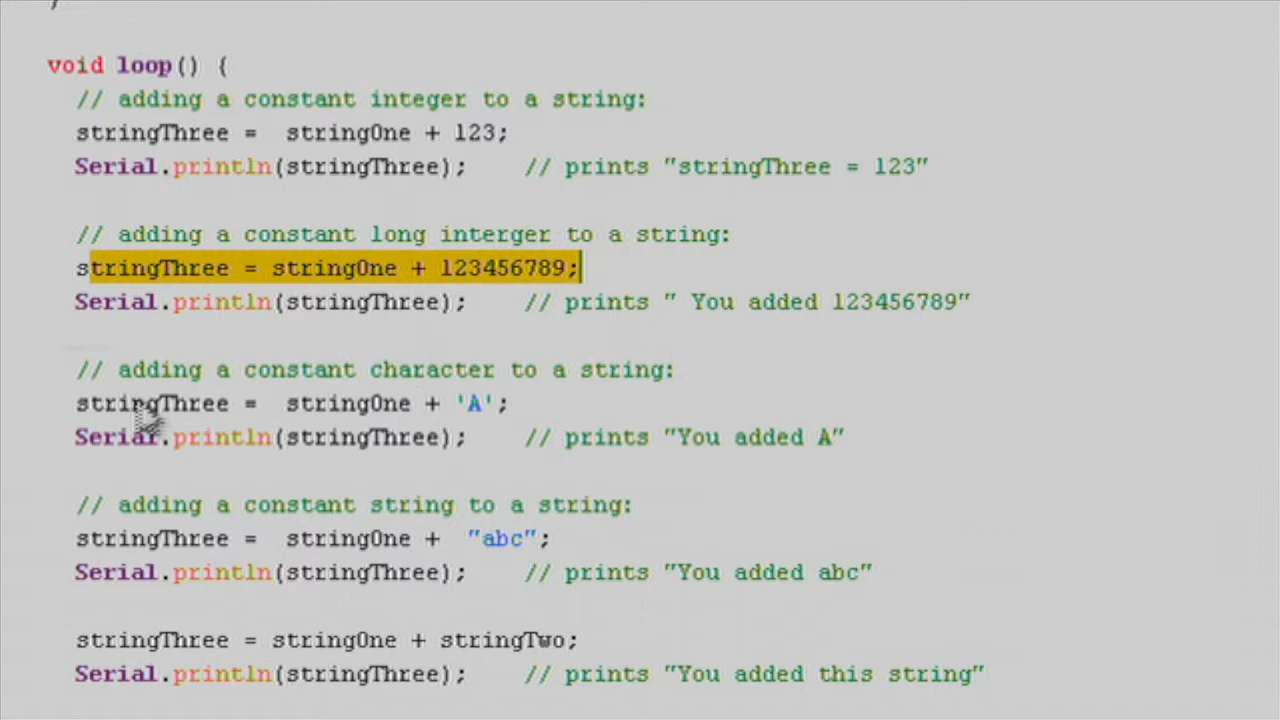 }
void loop() {
// adding a constant integer to a string:
stringThree =  stringOne + 123;
Serial.println(stringThree);    // prints "stringThree = 123"
// adding a constant long interger to a string:
stringThree = stringOne + 123456789;
Serial.println(stringThree);    // prints " You added 123456789"
// adding a constant character to a string:
stringThree =  stringOne + 'A';
Serial.println(stringThree);    // prints "You added A"
// adding a constant string to a string:
stringThree =  stringOne +  "abc";
Serial.println(stringThree);    // prints "You added abc"
stringThree = stringOne + stringTwo;
Serial.println(stringThree);    // prints "You added this string"